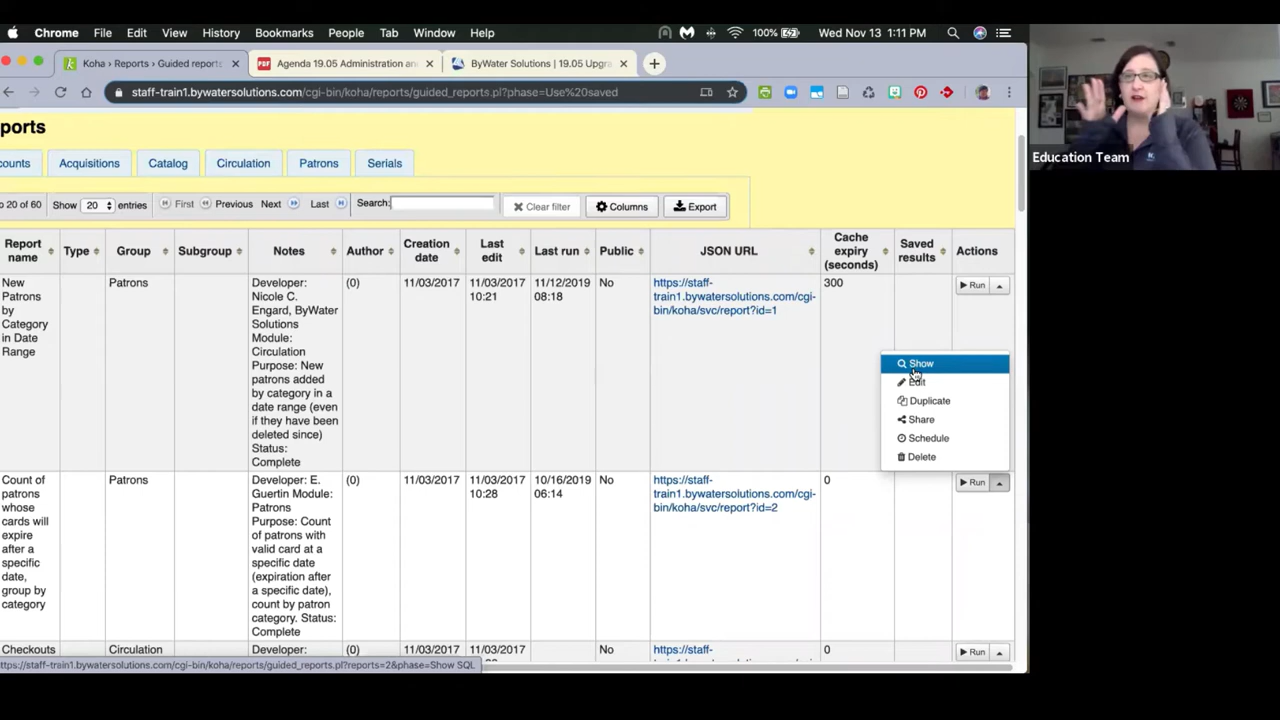 Chrome File Edit View History Bookmarks People Tab Window Help 100% Wed Nov 13 1:11 PM
Koha › Reports › Guided reports Agenda 19.05 Administration an ByWater Solutions | 19.05 Upgr
staff-train1.bywatersolutions.com/cgi-bin/koha/reports/guided_reports.pl?phase=Use%20saved
Education Team
ports
counts Acquisitions Catalog Circulation Patrons Serials
20 of 60 Show 20 entries First Previous Next Last Search: Clear filter Columns Export
Report name
Type
Group
Subgroup
Notes
Author
Creation date
Last edit
Last run
Public
JSON URL
Cache expiry (seconds)
Saved results
Actions
New
Patrons
by
Category
in Date
Range
Patrons
Developer:
Nicole C.
Engard, ByWater
Solutions
Module:
Circulation
Purpose: New
patrons added
by category in a
date range (even
if they have been
deleted since)
Status:
Complete
(0)
11/03/2017
11/03/2017
10:21
11/12/2019
08:18
No
https://staff-
train1.bywatersolutions.com/cgi-
bin/koha/svc/report?id=1
300
Run
Show
Edit
Duplicate
Share
Schedule
Delete
Count of
patrons
whose
cards will
expire
after a
specific
date,
group by
category
Patrons
Developer: E.
Guertin Module:
Patrons
Purpose: Count
of patrons with
valid card at a
specific date
(expiration after
a specific date),
count by patron
category. Status:
Complete
(0)
11/03/2017
11/03/2017
10:28
10/16/2019
06:14
No
https://staff-
train1.bywatersolutions.com/cgi-
bin/koha/svc/report?id=2
0
Run
Checkouts
Circulation
Developer:
(0)
No
https://staff-
0
Run
https://staff-train1.bywatersolutions.com/cgi-bin/koha/reports/guided_reports.pl?reports=2&phase=Show SQL